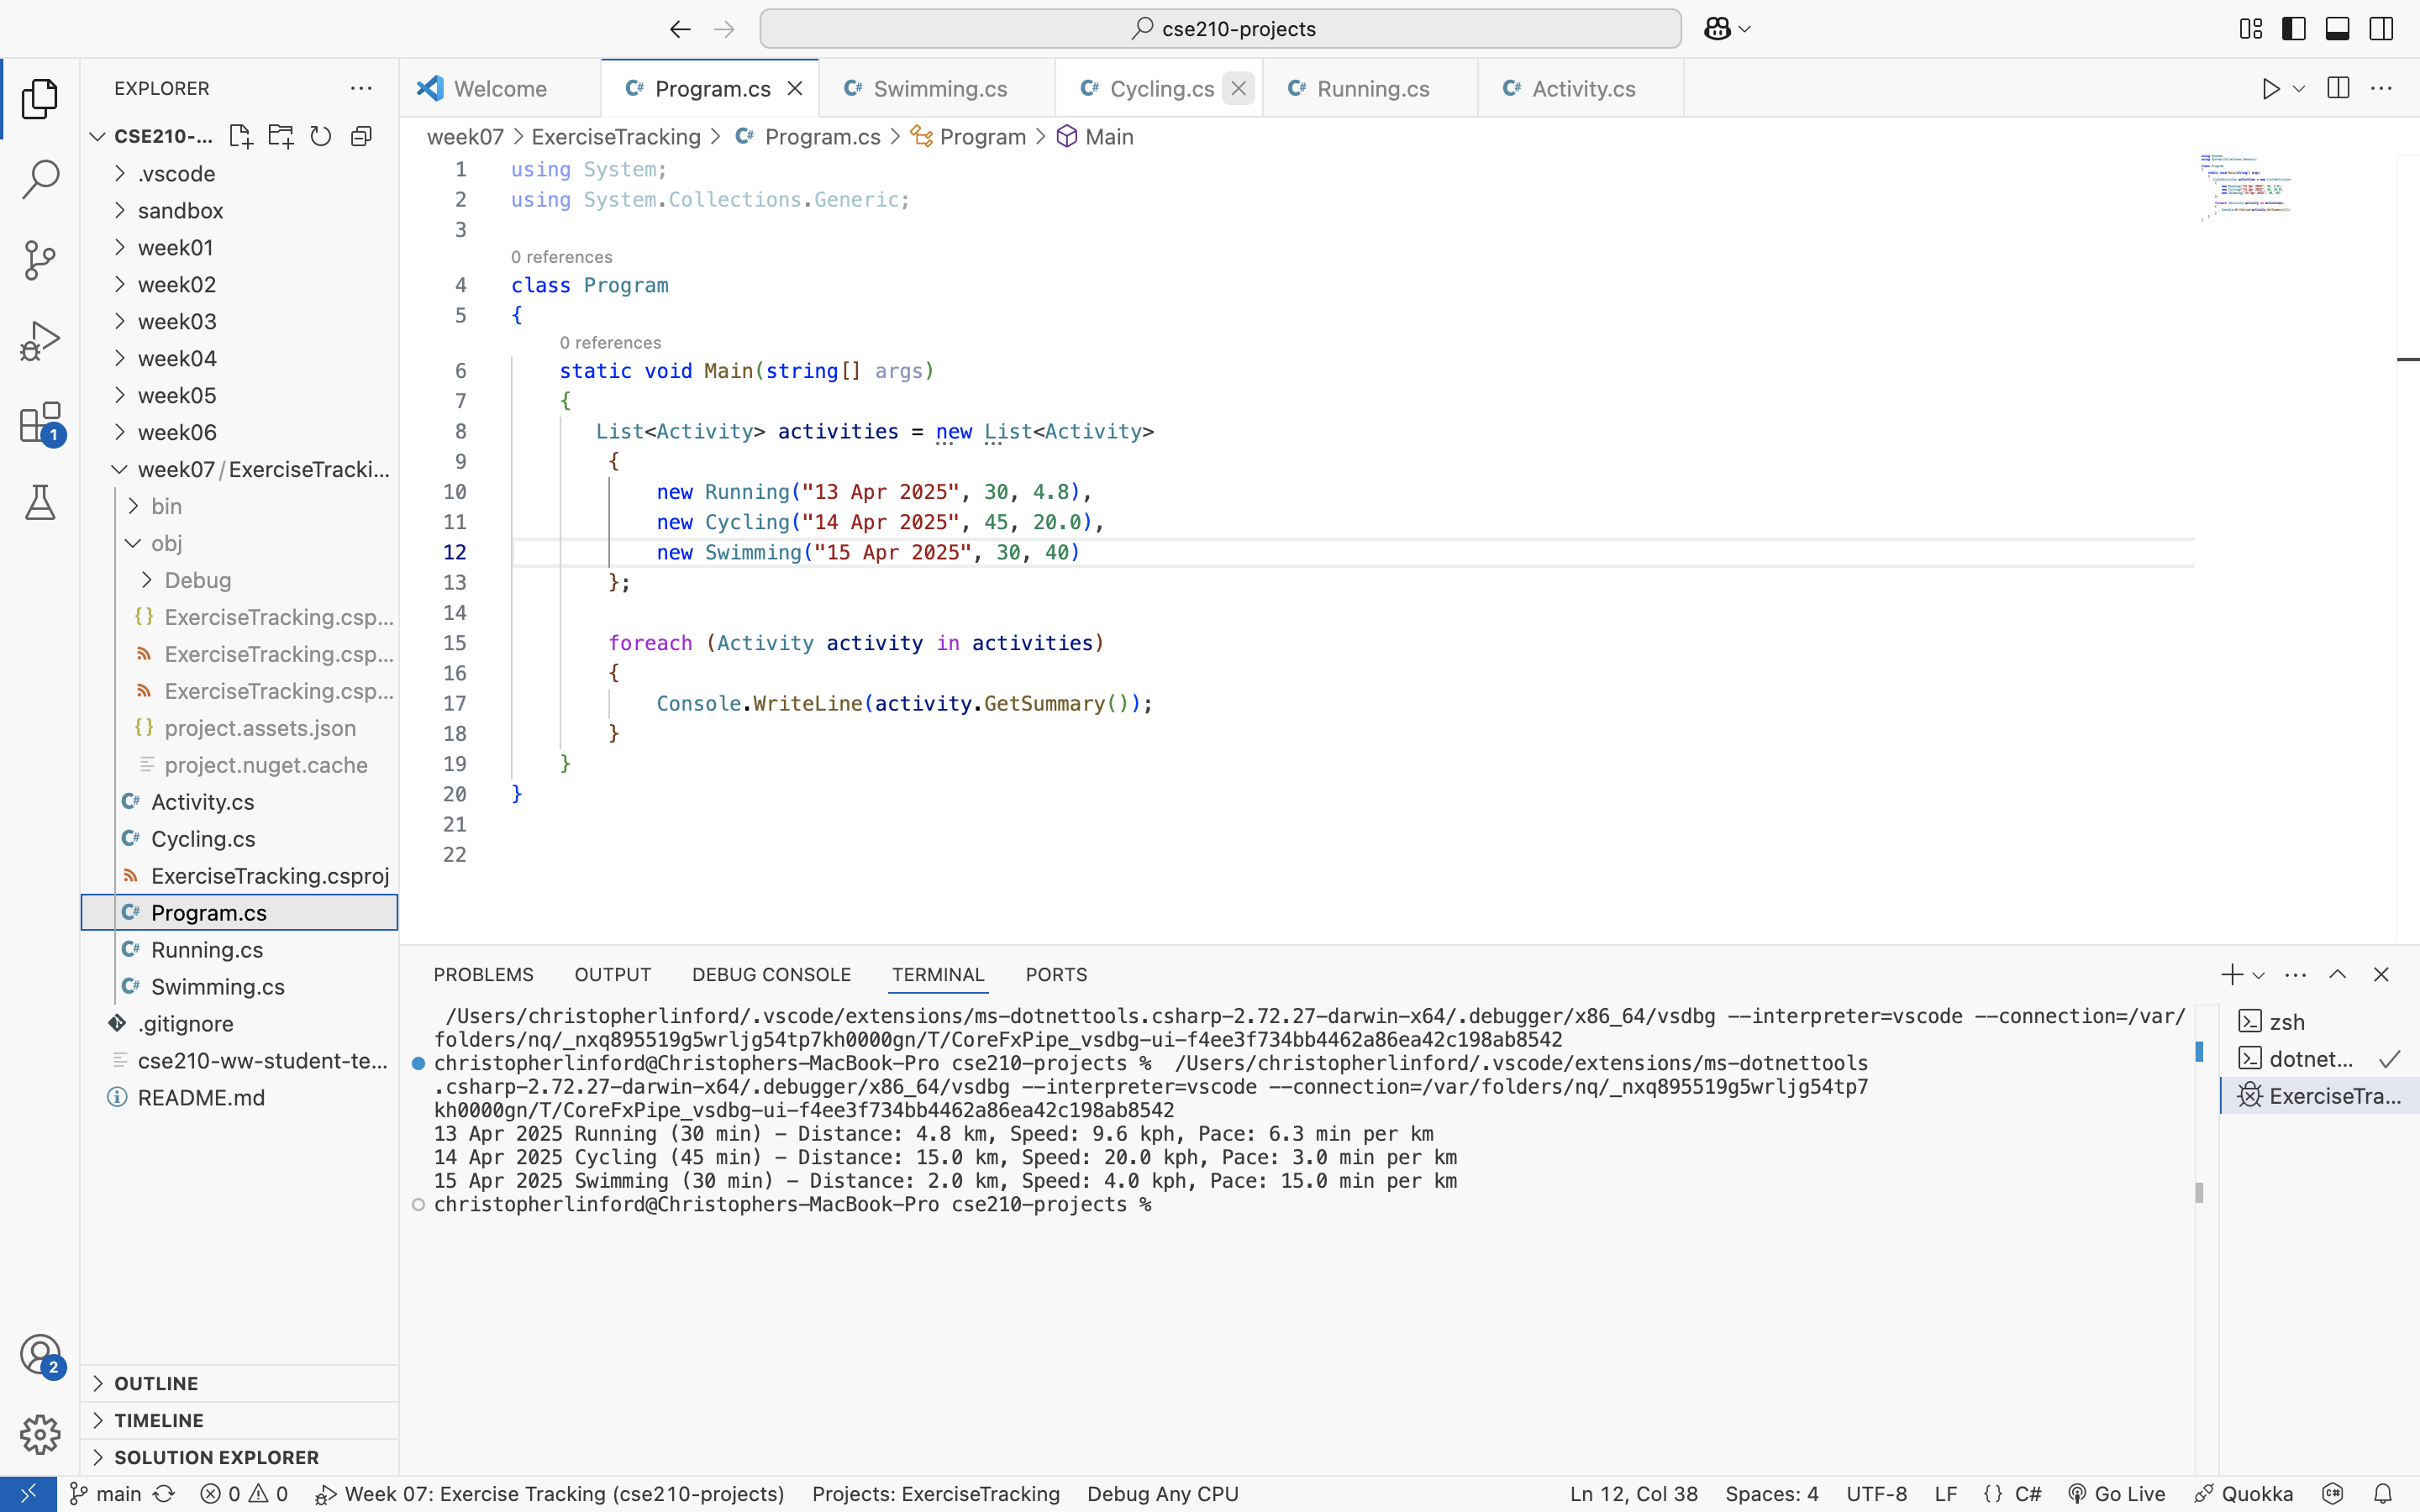 cse210-projects
EXPLORER
CSE210-...
.vscode
sandbox
week01
week02
week03
week04
week05
week06
week07/ExerciseTracki...
bin
obj
Debug
{} ExerciseTracking.csp...
ExerciseTracking.csp...
ExerciseTracking.csp...
{} project.assets.json
project.nuget.cache
C# Activity.cs
C# Cycling.cs
ExerciseTracking.csproj
C# Program.cs
C# Running.cs
C# Swimming.cs
.gitignore
cse210-ww-student-te...
README.md
OUTLINE
TIMELINE
SOLUTION EXPLORER
1
2
Welcome C# Program.cs C# Swimming.cs C# Cycling.cs C# Running.cs C# Activity.cs
week07 > ExerciseTracking > C# Program.cs > Program > Main
1 using System;
2 using System.Collections.Generic;
3
0 references
4 class Program
5 {
0 references
6 static void Main(string[] args)
7 {
8 List<Activity> activities = new List<Activity>
9 {
10 new Running("13 Apr 2025", 30, 4.8),
11 new Cycling("14 Apr 2025", 45, 20.0),
12 new Swimming("15 Apr 2025", 30, 40)
13 };
14
15 foreach (Activity activity in activities)
16 {
17 Console.WriteLine(activity.GetSummary());
18 }
19 }
20 }
21
22
PROBLEMS OUTPUT DEBUG CONSOLE TERMINAL PORTS
/Users/christopherlinford/.vscode/extensions/ms-dotnettools.csharp-2.72.27-darwin-x64/.debugger/x86_64/vsdbg --interpreter=vscode --connection=/var/
folders/nq/_nxq895519g5wrljg54tp7kh0000gn/T/CoreFxPipe_vsdbg-ui-f4ee3f734bb4462a86ea42c198ab8542
christopherlinford@Christophers-MacBook-Pro cse210-projects % /Users/christopherlinford/.vscode/extensions/ms-dotnettools
.csharp-2.72.27-darwin-x64/.debugger/x86_64/vsdbg --interpreter=vscode --connection=/var/folders/nq/_nxq895519g5wrljg54tp7
kh0000gn/T/CoreFxPipe_vsdbg-ui-f4ee3f734bb4462a86ea42c198ab8542
13 Apr 2025 Running (30 min) - Distance: 4.8 km, Speed: 9.6 kph, Pace: 6.3 min per km
14 Apr 2025 Cycling (45 min) - Distance: 15.0 km, Speed: 20.0 kph, Pace: 3.0 min per km
15 Apr 2025 Swimming (30 min) - Distance: 2.0 km, Speed: 4.0 kph, Pace: 15.0 min per km
christopherlinford@Christophers-MacBook-Pro cse210-projects %
zsh
dotnet...
ExerciseTra...
main 0 0 Week 07: Exercise Tracking (cse210-projects) Projects: ExerciseTracking Debug Any CPU Ln 12, Col 38 Spaces: 4 UTF-8 LF {} C# Go Live Quokka